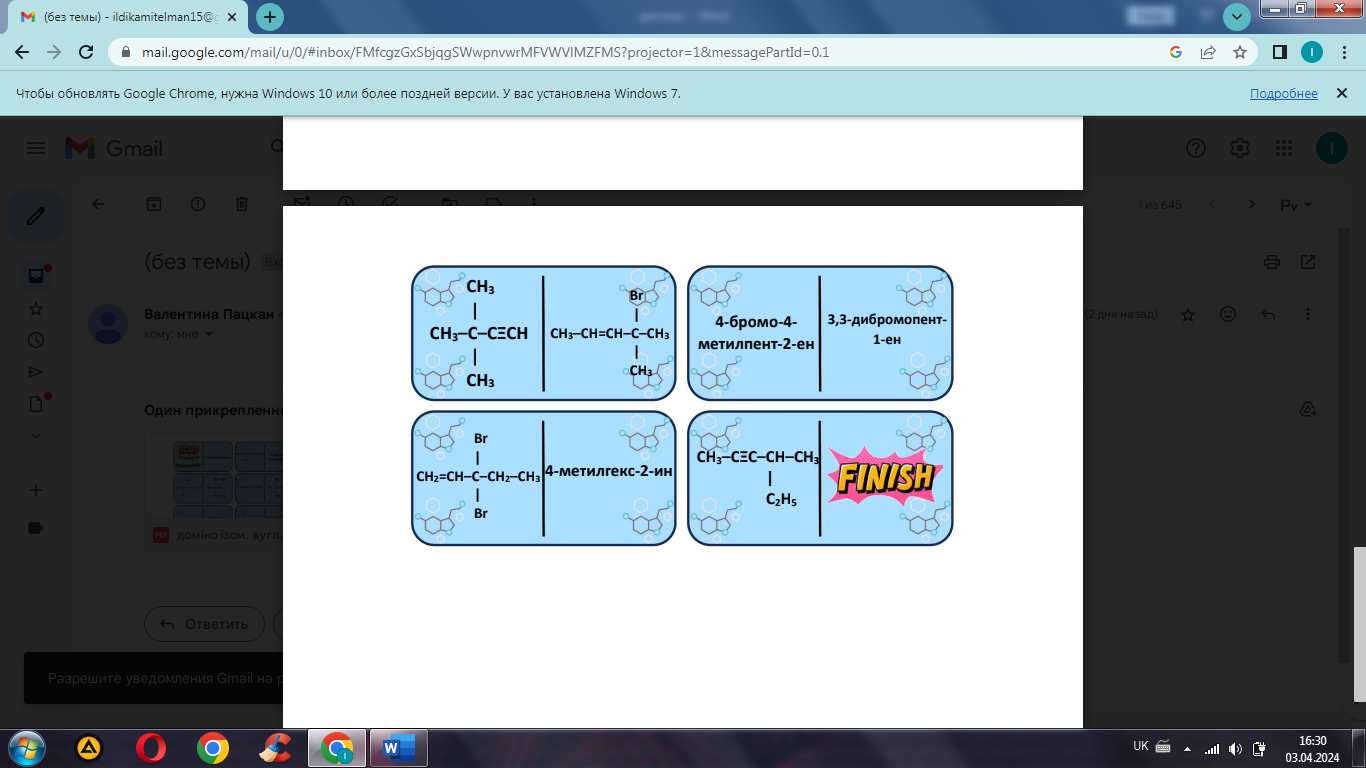 (без темы) - ildikamitelman15@g
mail.google.com/mail/u/0/#inbox/FMfcgzGxSbjqgSWwpnvwrMFVWVlMZFMS?projector=1&messagePartId=0.1
Чтобы обновлять Google Chrome, нужна Windows 10 или более поздней версии. У вас установлена Windows 7.
Подробнее
Gmail
I
1 из 645
(без темы)
Валентина Пацкан
кому: мне
(2 дня назад)
Один прикрепленн
PDF
доміно ізом. вугл.
Ответить
Разрешите уведомления Gmail на р
CH₃
|
CH₃–C–CΞCH
|
CH₃
Br
|
CH₃–CH=CH–C–CH₃
|
CH₃
4-бромо-4-
метилпент-2-ен
3,3-дибромопент-
1-ен
Br
|
CH₂=CH–C–CH₂–CH₃
|
Br
4-метилгекс-2-ин
CH₃–CΞC–CH–CH₃
|
C₂H₅
FINISH
UK
16:30
03.04.2024